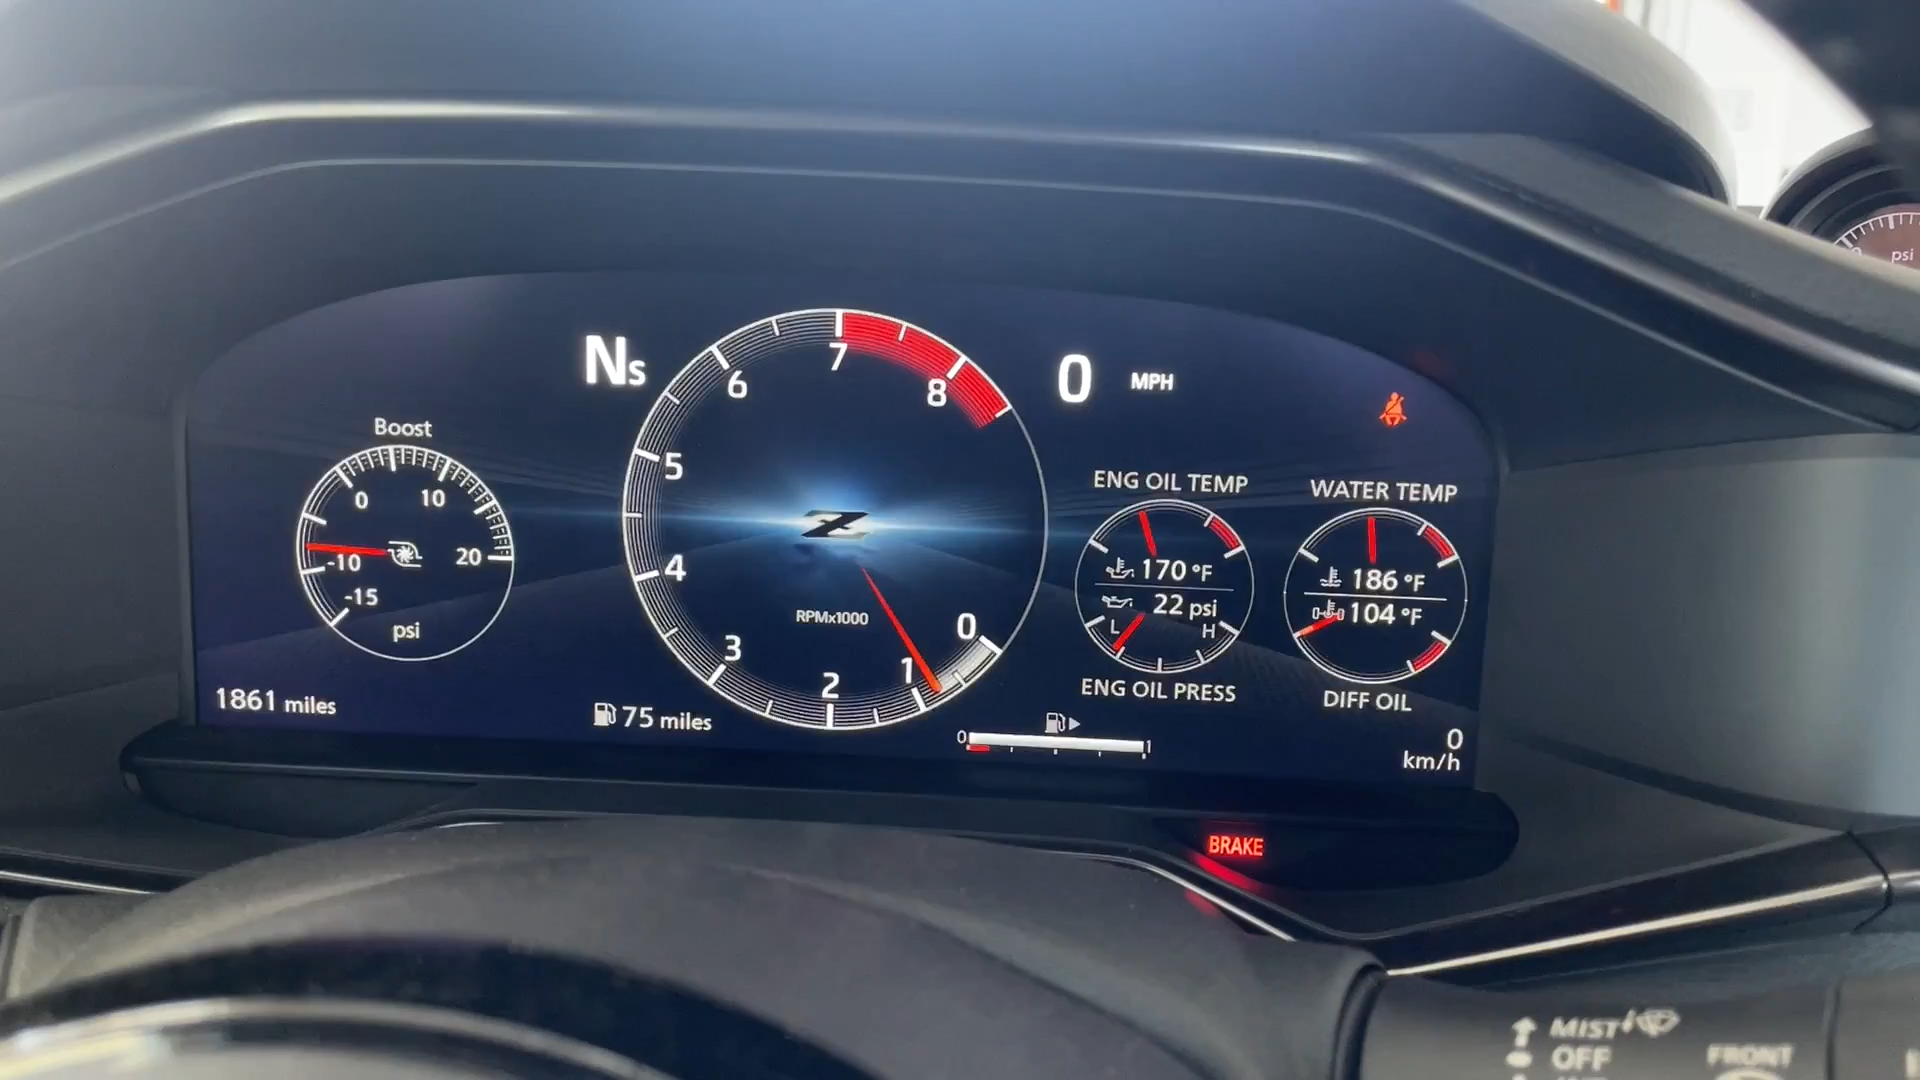 psi
Ns
0 MPH
7
6
8
5
4
3
2
1
0
RPMx1000
Boost
0
10
-10
20
-15
psi
ENG OIL TEMP
170 °F
22 psi
L
H
ENG OIL PRESS
WATER TEMP
186 °F
104 °F
DIFF OIL
1861 miles
75 miles
0
1
0
km/h
BRAKE
MIST
OFF
FRONT